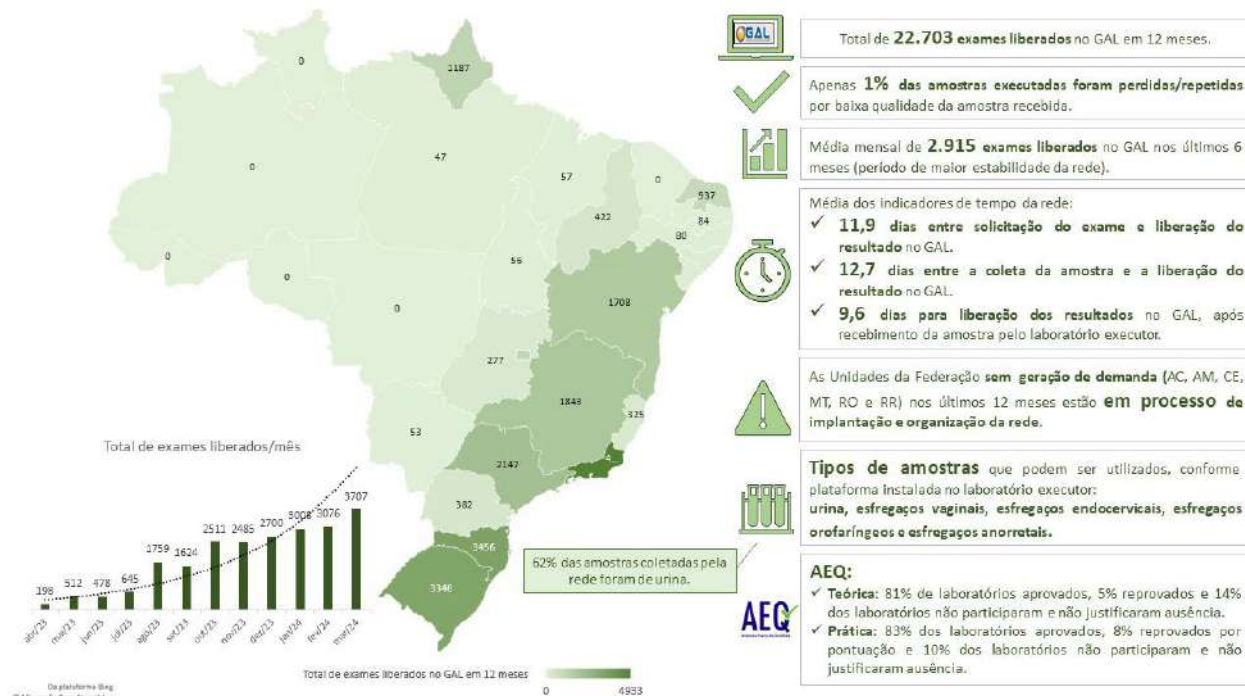 0
1187
0
47
57
0
937
422
84
80
0
0
56
0
1708
277
1843
325
53
2147
4
382
3456
3346
Total de exames liberados/mês
198
512
478
645
1759
1624
2511
2485
2700
3008
3076
3707
abr/23
mai/23
jun/23
jul/23
ago/23
set/23
out/23
nov/23
dez/23
jan/24
fev/24
mar/24
62% das amostras coletadas pela
rede foram de urina.
Total de exames liberados no GAL em 12 meses
0
4933
Da plataforma Bing
GAL
Total de 22.703 exames liberados no GAL em 12 meses.
Apenas 1% das amostras executadas foram perdidas/repetidas
por baixa qualidade da amostra recebida.
Média mensal de 2.915 exames liberados no GAL nos últimos 6
meses (período de maior estabilidade da rede).
Média dos indicadores de tempo da rede:
✓ 11,9 dias entre solicitação do exame e liberação do
resultado no GAL.
✓ 12,7 dias entre a coleta da amostra e a liberação do
resultado no GAL.
✓ 9,6 dias para liberação dos resultados no GAL, após
recebimento da amostra pelo laboratório executor.
As Unidades da Federação sem geração de demanda (AC, AM, CE,
MT, RO e RR) nos últimos 12 meses estão em processo de
implantação e organização da rede.
Tipos de amostras que podem ser utilizados, conforme
plataforma instalada no laboratório executor:
urina, esfregaços vaginais, esfregaços endocervicais, esfregaços
orofaríngeos e esfregaços anorretais.
AEQ
AEQ:
✓ Teórica: 81% de laboratórios aprovados, 5% reprovados e 14%
dos laboratórios não participaram e não justificaram ausência.
✓ Prática: 83% dos laboratórios aprovados, 8% reprovados por
pontuação e 10% dos laboratórios não participaram e não
justificaram ausência.